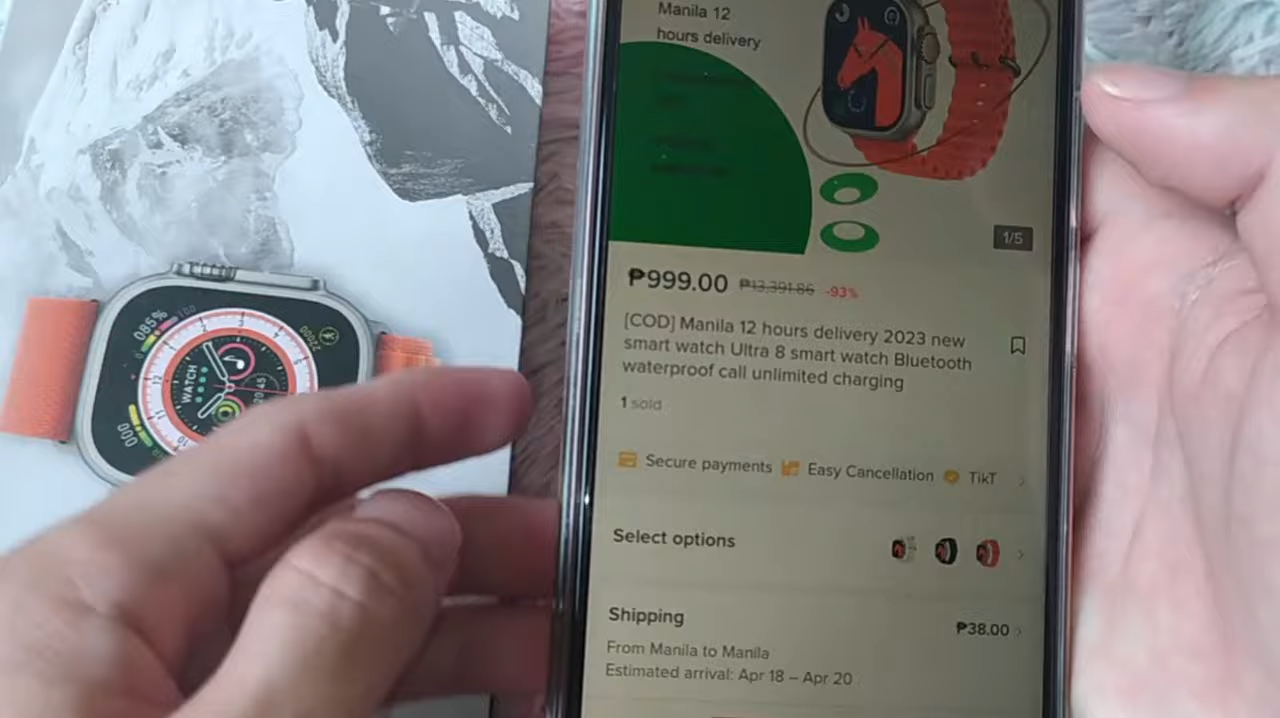 Manila 12
hours delivery
1/5
₱999.00 ₱13,391.86 -93%
[COD] Manila 12 hours delivery 2023 new
smart watch Ultra 8 smart watch Bluetooth
waterproof call unlimited charging
1 sold
Secure payments Easy Cancellation TikT
Select options
Shipping
₱38.00
From Manila to Manila
Estimated arrival: Apr 18 – Apr 20
085%
WATCH
000